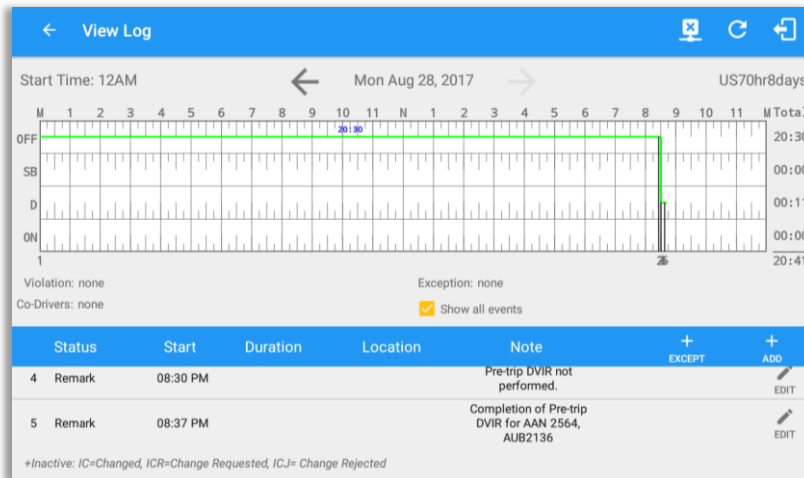 View Log
Start Time: 12AM
Mon Aug 28, 2017
US70hr8days
M 1 2 3 4 5 6 7 8 9 10 11 N 1 2 3 4 5 6 7 8 9 10 11 M Total
OFF 20:30 20:30
SB 00:00
D 00:11
ON 00:00
1 20:41
Violation: none Exception: none
Co-Drivers: none Show all events
Status Start Duration Location Note EXCEPT ADD
4 Remark 08:30 PM Pre-trip DVIR not
performed.
EDIT
5 Remark 08:37 PM Completion of Pre-trip
DVIR for AAN 2564,
AUB2136
EDIT
+Inactive: IC=Changed, ICR=Change Requested, ICJ= Change Rejected